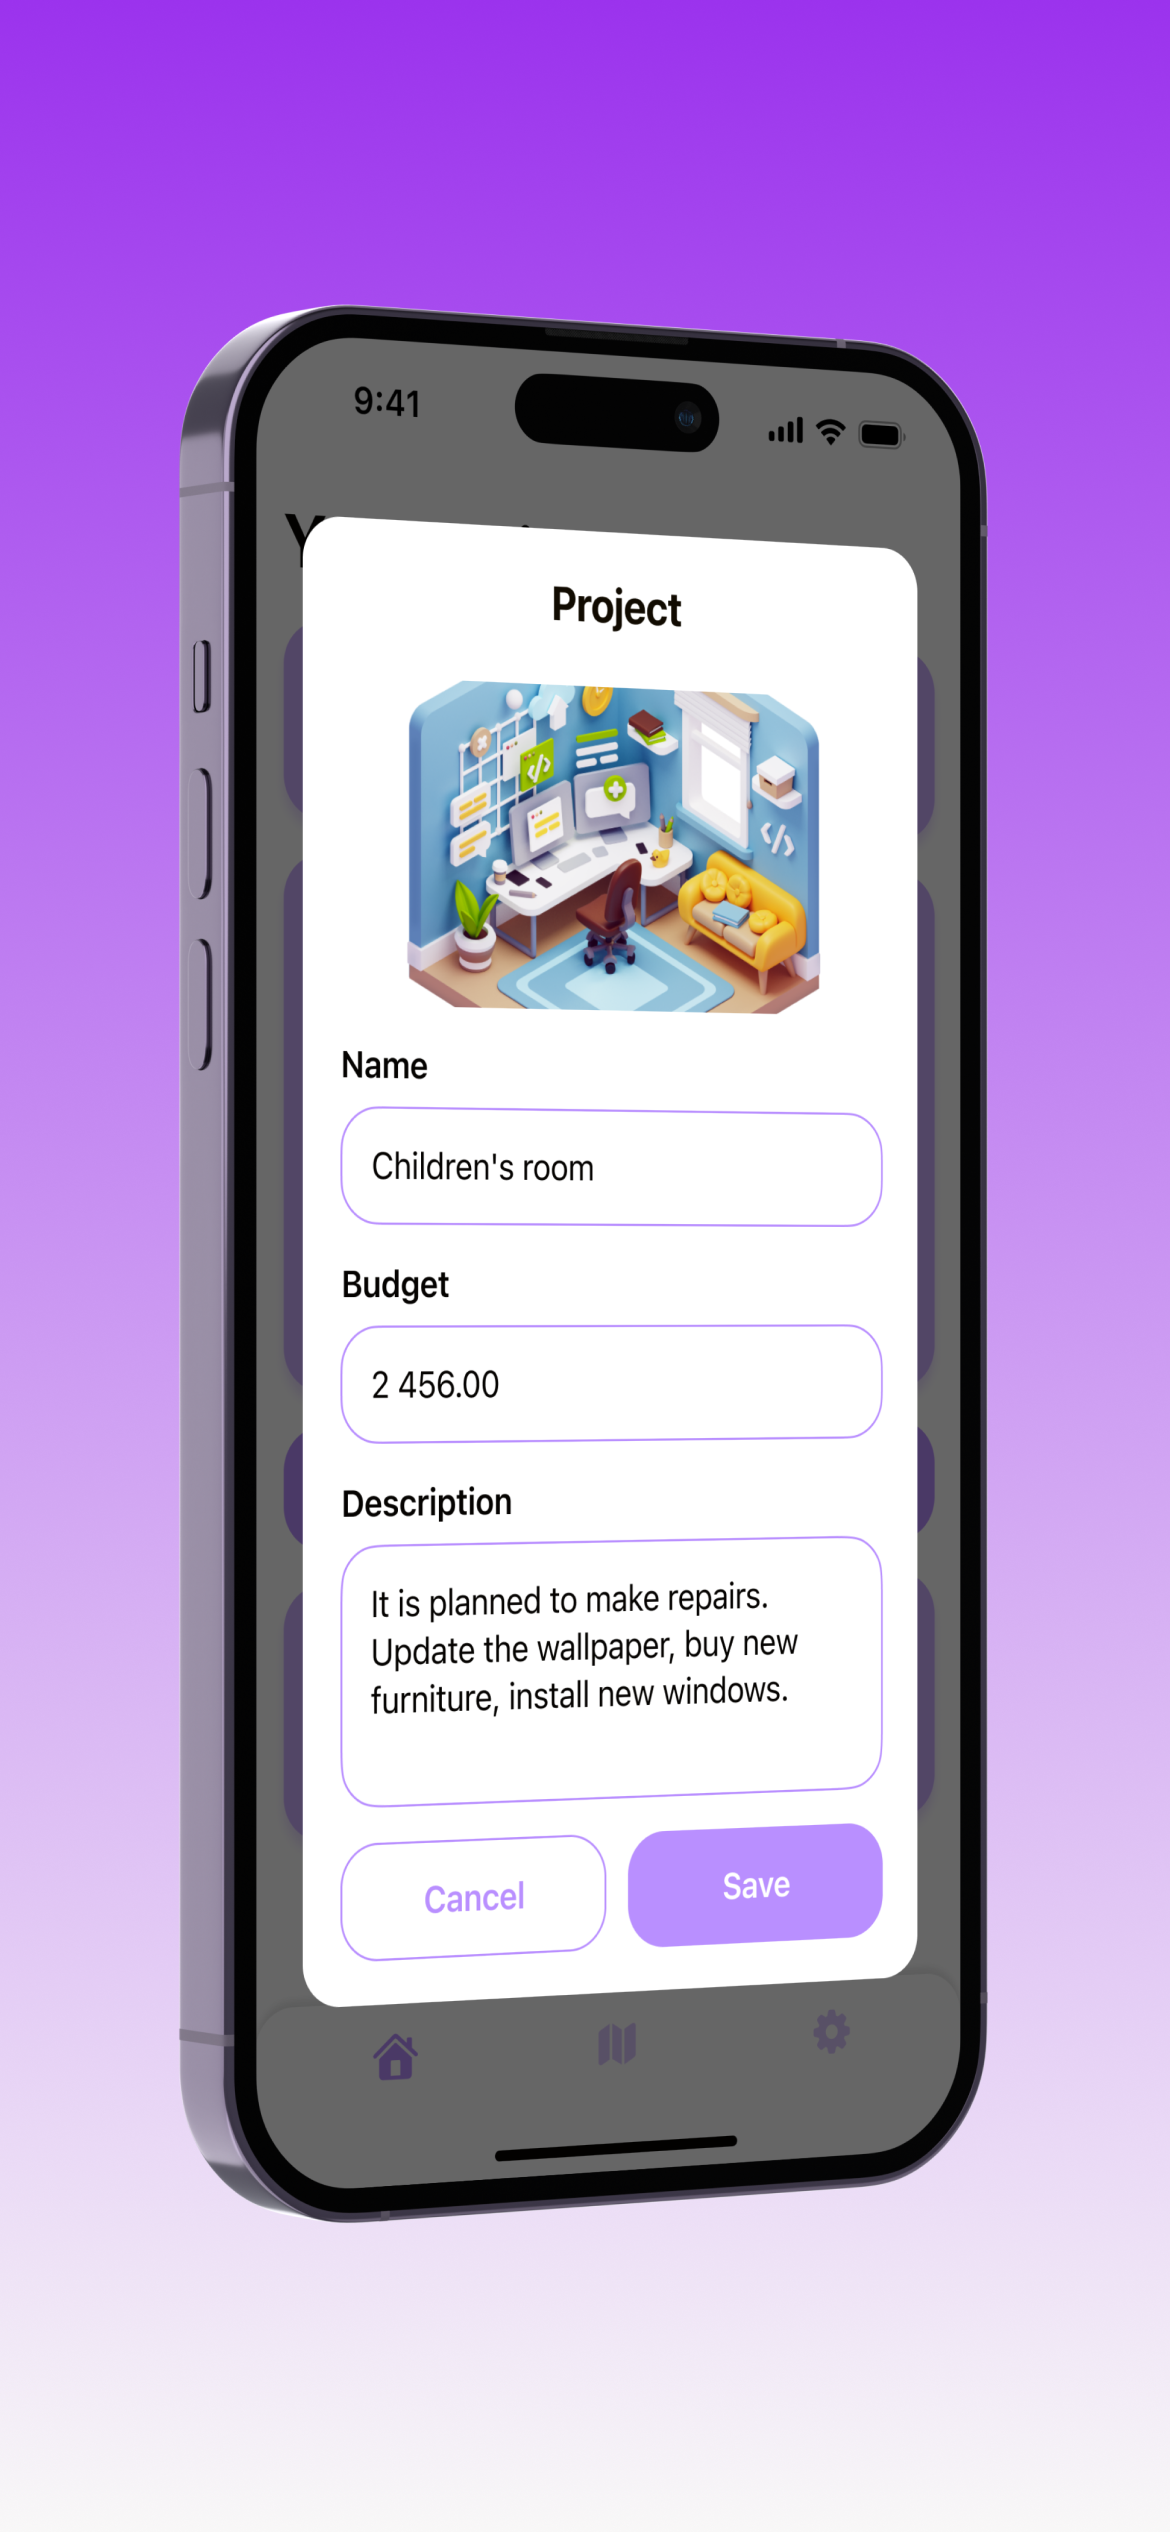 9:41
Project
Name
Children's room
Budget
2 456.00
Description
It is planned to make repairs.
Update the wallpaper, buy new
furniture, install new windows.
Cancel
Save